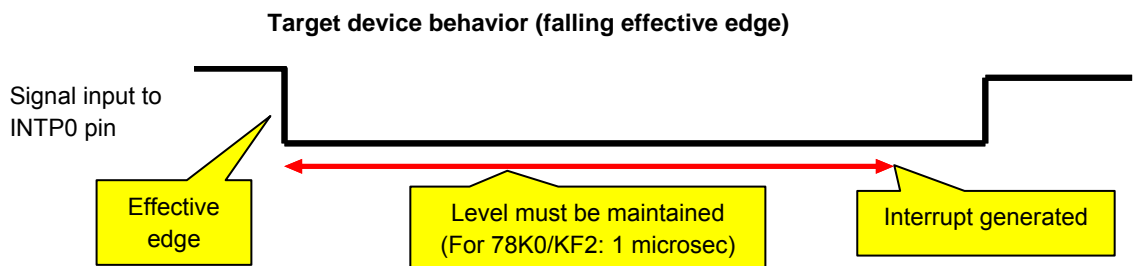 Target device behavior (falling effective edge)
Signal input to
INTP0 pin
Effective
edge
Level must be maintained
(For 78K0/KF2: 1 microsec)
Interrupt generated